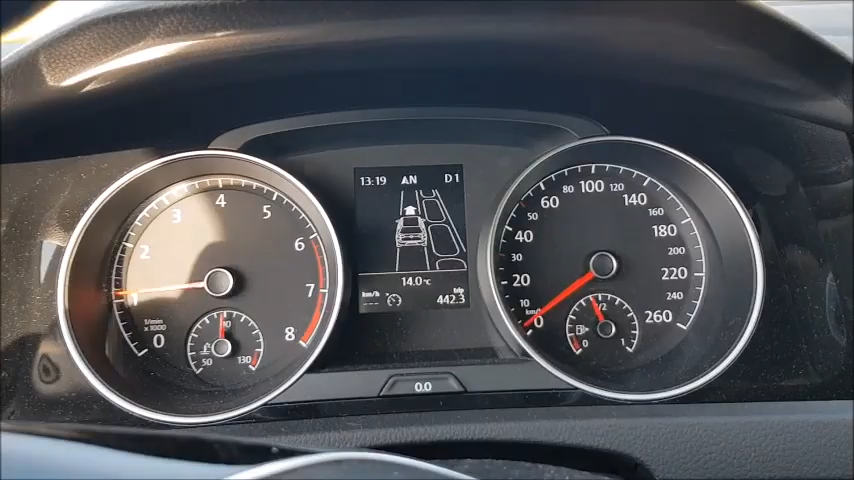 13:19 AN D1
14.0°C
km/h trip
442.3
0.0
0 1 2 3 4 5 6 7 8
1/min
x1000
50 90 130
0 10 20 30 40 50 60 80 100 120 140 160 180 200 220 240 260
km/h
0 1/2 1